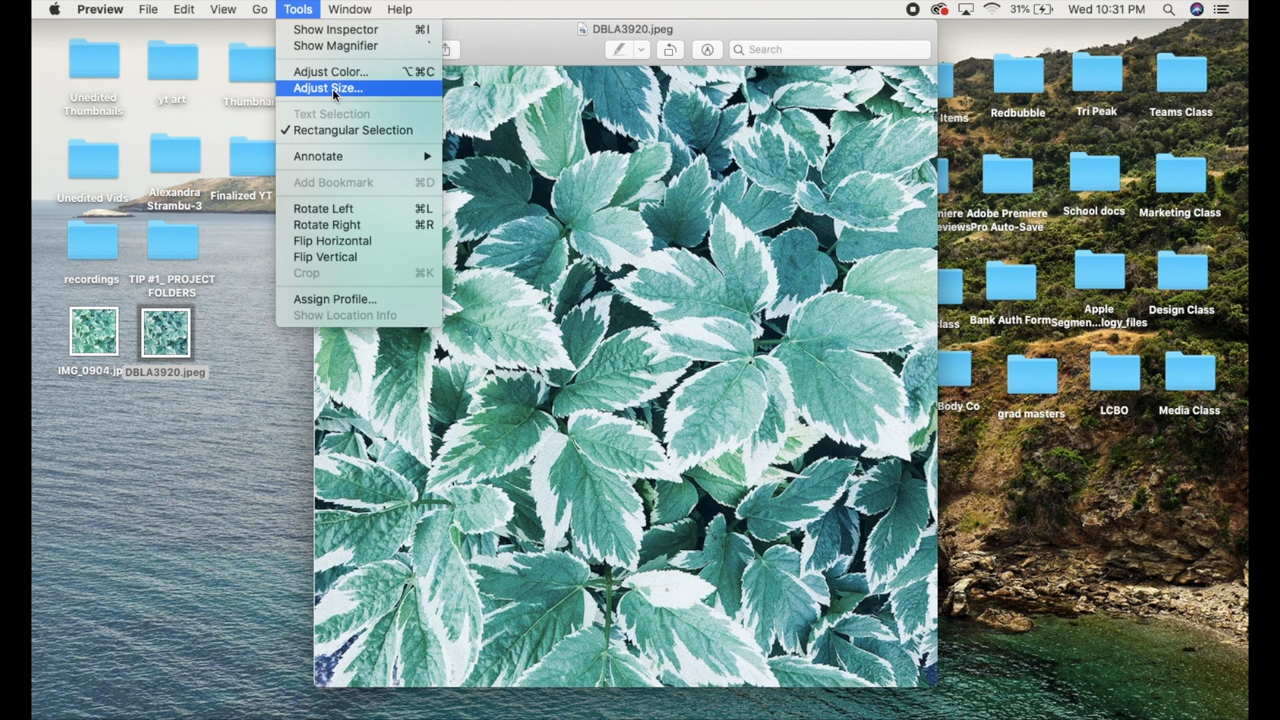 Preview File Edit View Go Tools Window Help 31% Wed 10:31 PM
DBLA3920.jpeg
Search
Show Inspector ⌘I
Show Magnifier `
Adjust Color... ⌥⌘C
Adjust Size...
Text Selection
✓ Rectangular Selection
Annotate
Add Bookmark ⌘D
Rotate Left ⌘L
Rotate Right ⌘R
Flip Horizontal
Flip Vertical
Crop ⌘K
Assign Profile...
Show Location Info
Unedited
Thumbnails
yt art
Thumbnai
Unedited Vids
Alexandra
Strambu-3
Finalized YT
recordings
TIP #1_ PROJECT
FOLDERS
IMG_0904.jp
DBLA3920.jpeg
Items
Redbubble
Tri Peak
Teams Class
Adobe Premiere
Pro Auto-Save
School docs
Marketing Class
Bank Auth Forms
Apple
Segmen...logy_files
Design Class
Body Co
grad masters
LCBO
Media Class